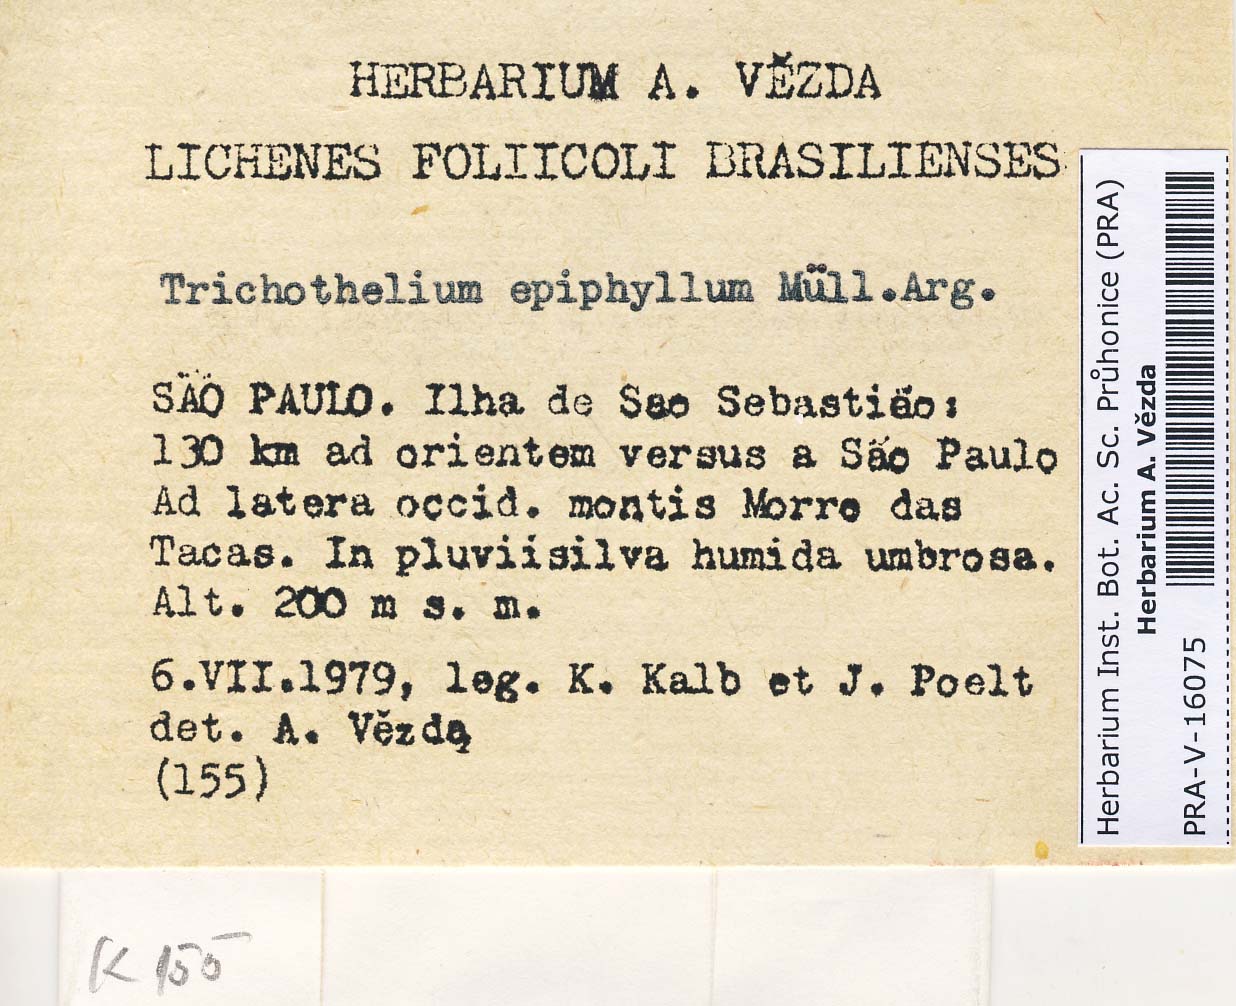 HERBARIUM A. VĚZDA
LICHENES FOLIICOLI BRASILIENSES
Trichothelium epiphyllum Müll.Arg.
SÄÖ PAULO. Ilha de Sao Sebastião:
130 km ad orientem versus a São Paulo
Ad latera occid. montis Morro das
Tacas. In pluviisilva humida umbrosa.
Alt. 200 m s. m.
6.VII.1979, leg. K. Kalb et J. Poelt
det. A. Vězda
(155)
K 155
Herbarium Inst. Bot. Ac. Sc. Průhonice (PRA)
Herbarium A. Vězda
PRA-V-16075